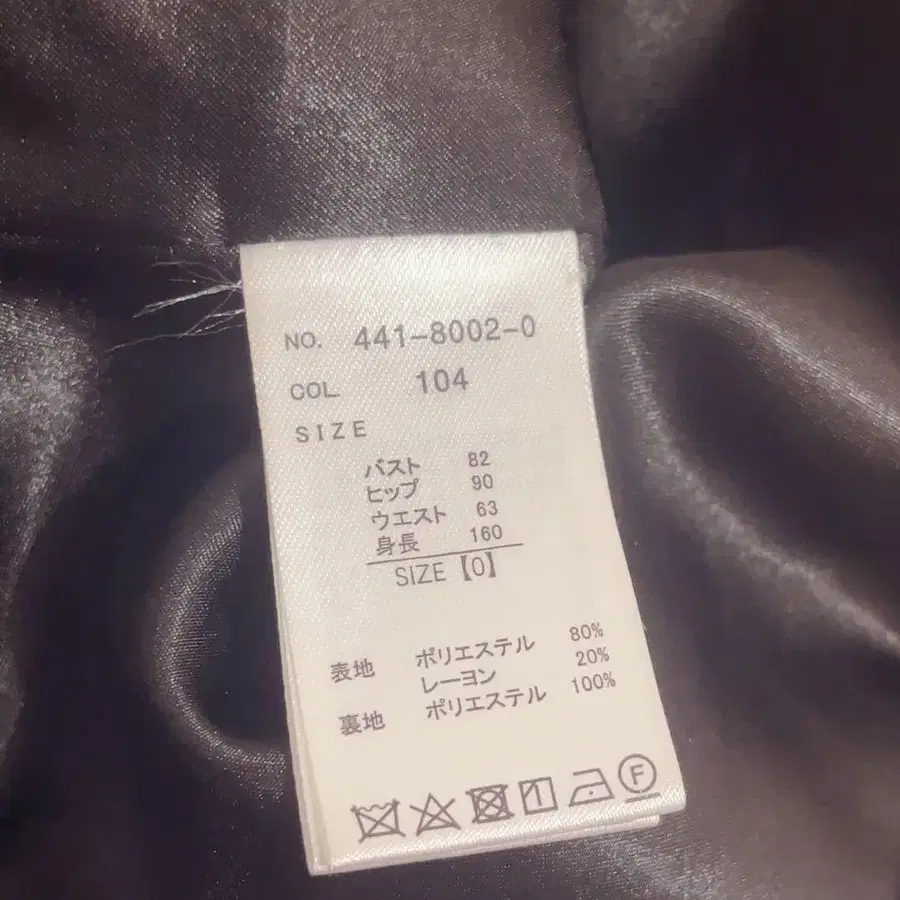 NO. 441-8002-0
COL. 104
SIZE
バスト 82
ヒップ 90
ウエスト 63
身長 160
SIZE【0】
表地 ポリエステル 80%
レーヨン 20%
裏地 ポリエステル 100%
F